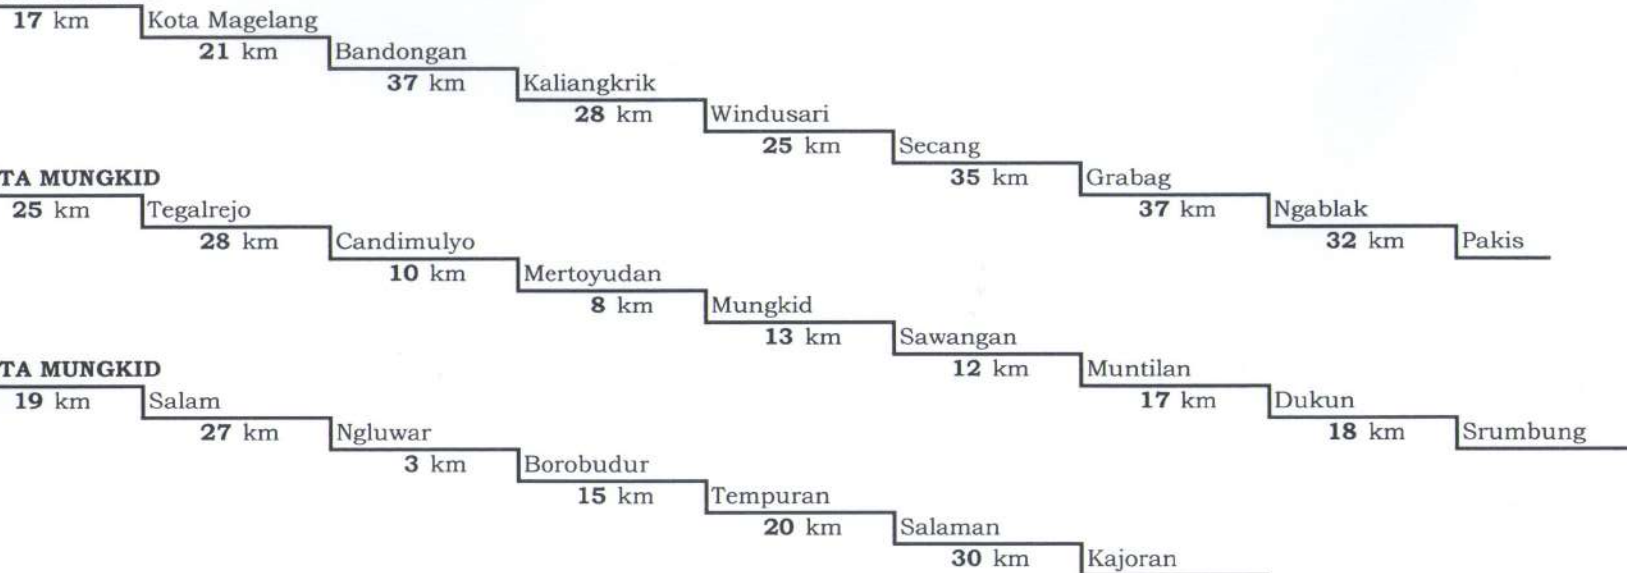 17 km Kota Magelang
21 km Bandongan
37 km Kaliangkrik
28 km Windusari
25 km Secang
35 km Grabag
37 km Ngablak
32 km Pakis
TA MUNGKID
25 km Tegalrejo
28 km Candimulyo
10 km Mertoyudan
8 km Mungkid
13 km Sawangan
12 km Muntilan
17 km Dukun
18 km Srumbung
TA MUNGKID
19 km Salam
27 km Ngluwar
3 km Borobudur
15 km Tempuran
20 km Salaman
30 km Kajoran